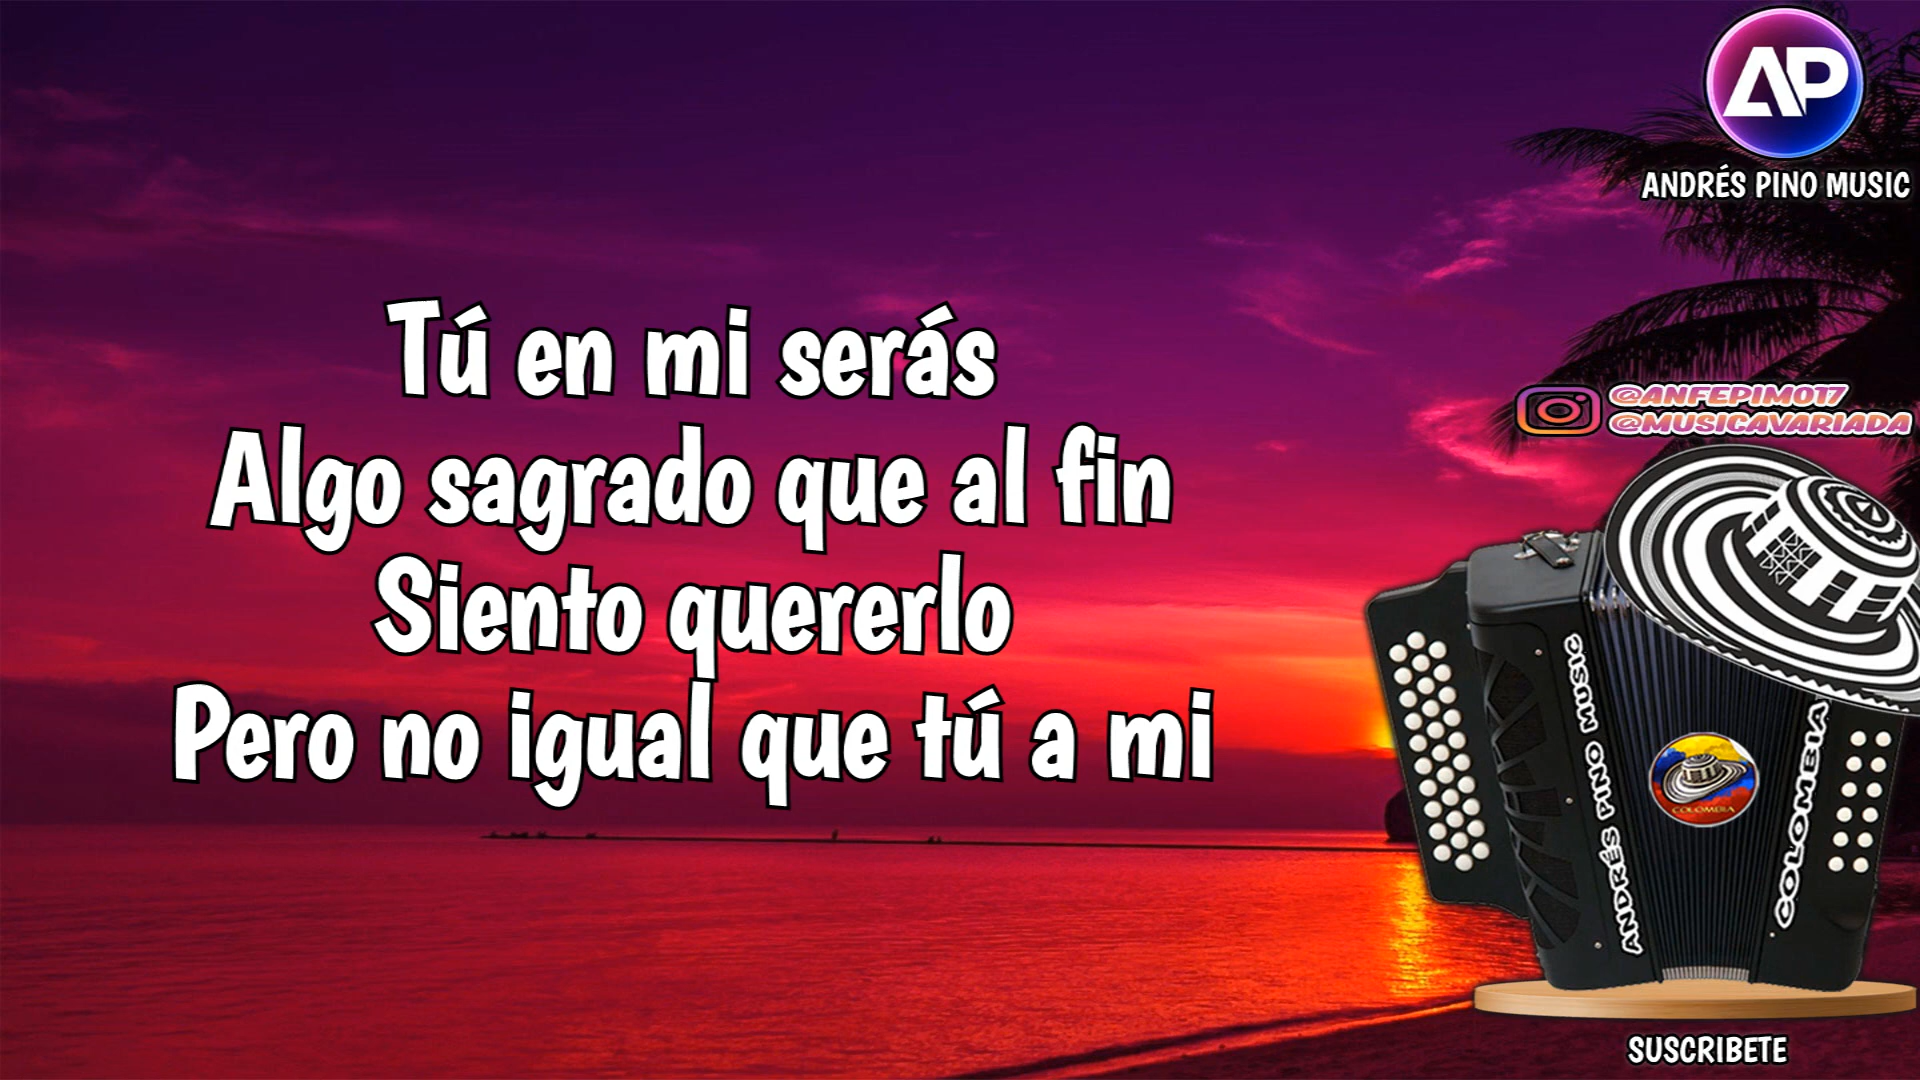 AP
ANDRÉS PINO MUSIC
Tú en mi serás
Algo sagrado que al fin
Siento quererlo
Pero no igual que tú a mi
@ANFEPIM017
@MUSICAVARIADA
ANDRÉS PINO MUSIC
COLOMBIA
COLOMBIA
SUSCRIBETE